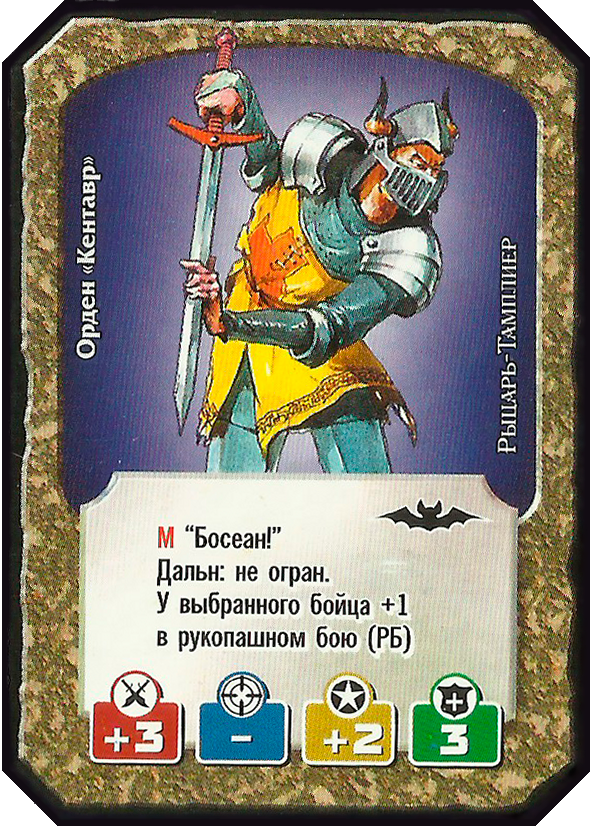 Орден «Кентавр»
Рыцарь-Тамплиер
М “Босеан!”
Дальн: не огран.
У выбранного бойца +1
в рукопашном бою (РБ)
+3
-
+2
3